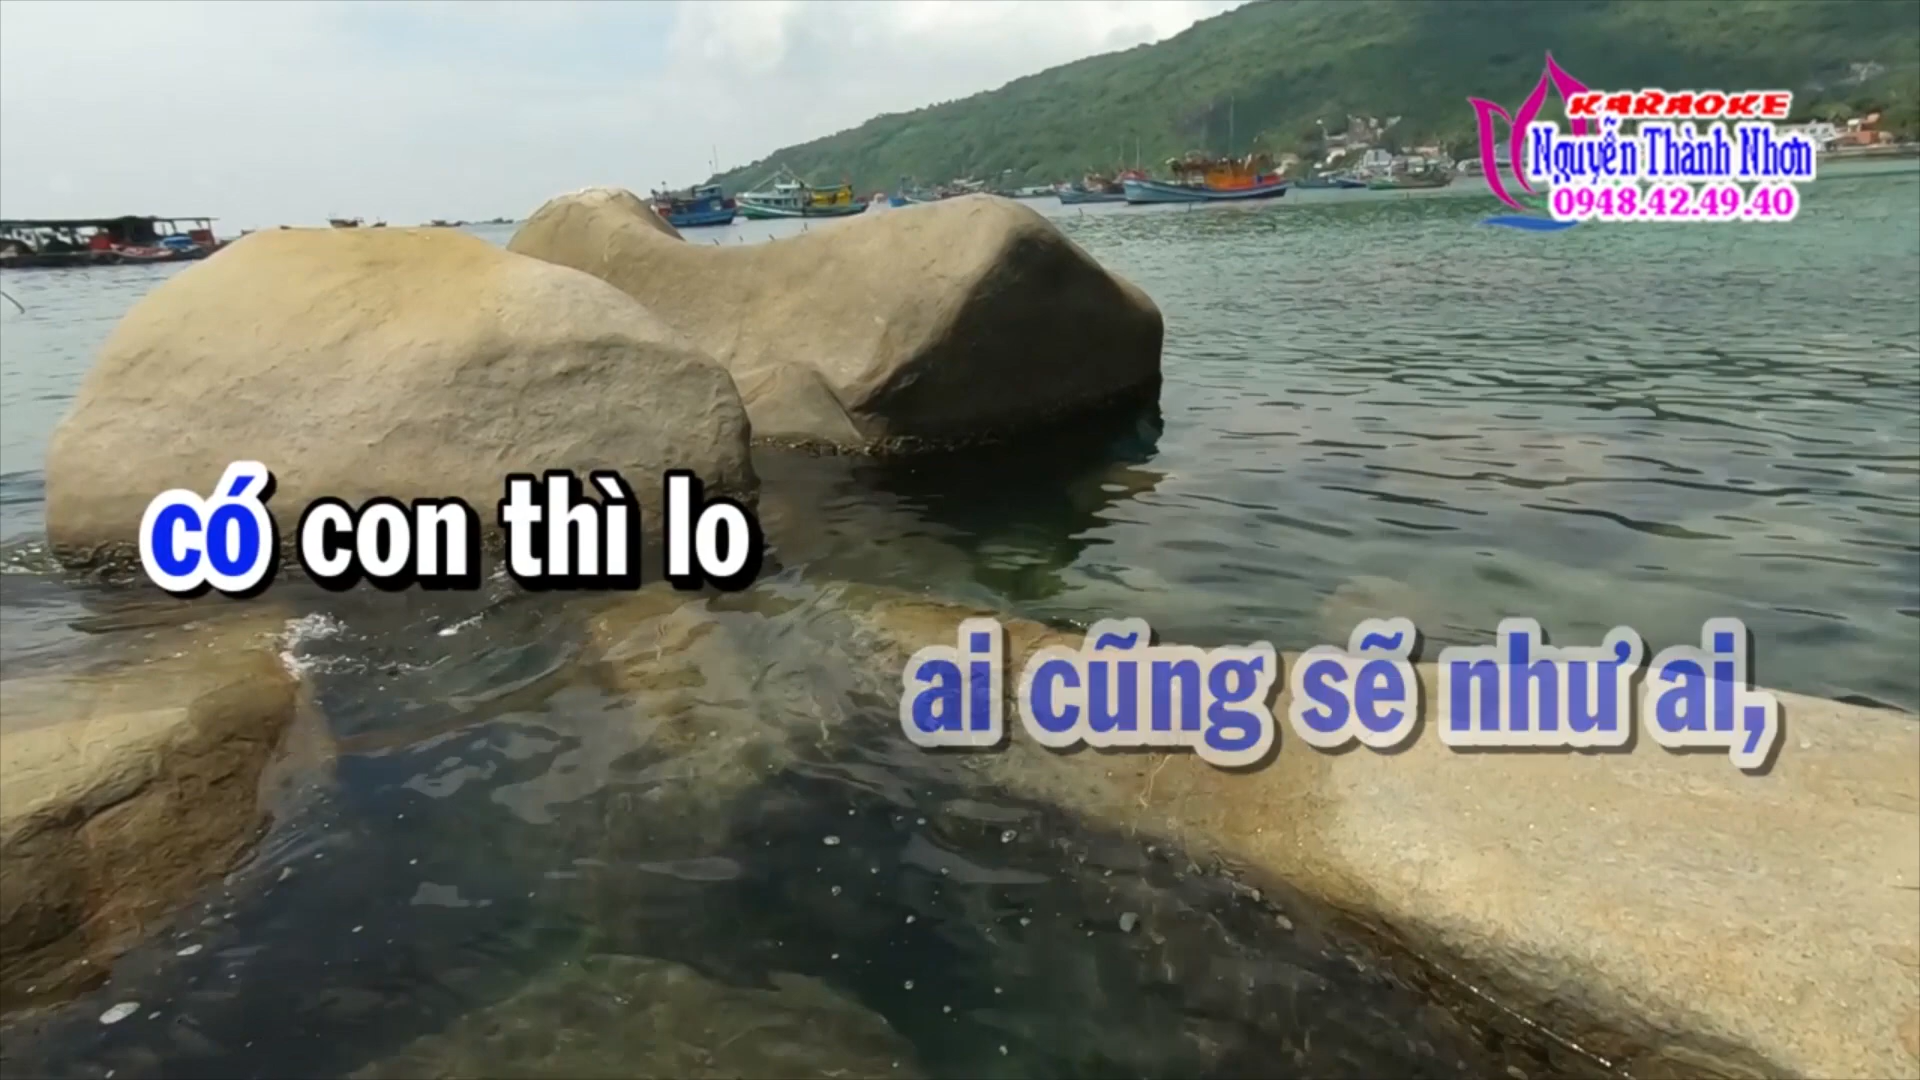 KARAOKE
Nguyễn Thành Nhơn
0948.42.49.40
có con thì lo
ai cũng sẽ như ai,